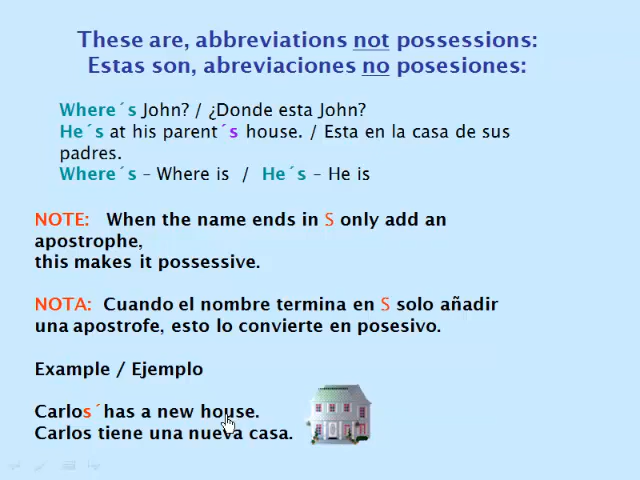 These are, abbreviations not possessions:
Estas son, abreviaciones no posesiones:
Where´s John? / ¿Donde esta John?
He´s at his parent´s house. / Esta en la casa de sus
padres.
Where´s – Where is / He´s – He is
NOTE: When the name ends in S only add an
apostrophe,
this makes it possessive.
NOTA: Cuando el nombre termina en S solo añadir
una apostrofe, esto lo convierte en posesivo.
Example / Ejemplo
Carlos´ has a new house.
Carlos tiene una nueva casa.